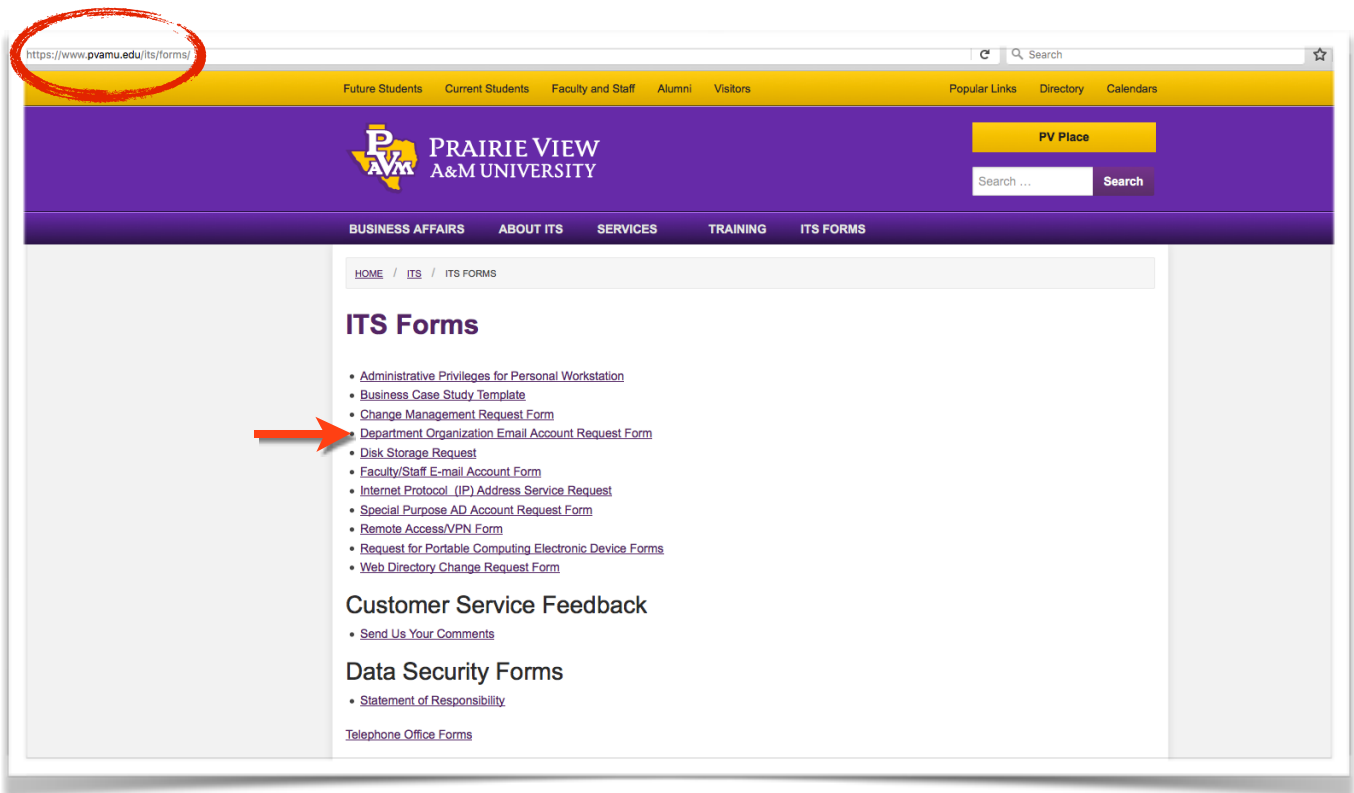 https://www.pvamu.edu/its/forms/
Search
Future Students Current Students Faculty and Staff Alumni Visitors Popular Links Directory Calendars
PVAM
PRAIRIE VIEW
A&M UNIVERSITY
PV Place
Search ... Search
BUSINESS AFFAIRS ABOUT ITS SERVICES TRAINING ITS FORMS
HOME / ITS / ITS FORMS
ITS Forms
• Administrative Privileges for Personal Workstation
• Business Case Study Template
• Change Management Request Form
• Department Organization Email Account Request Form
• Disk Storage Request
• Faculty/Staff E-mail Account Form
• Internet Protocol (IP) Address Service Request
• Special Purpose AD Account Request Form
• Remote Access/VPN Form
• Request for Portable Computing Electronic Device Forms
• Web Directory Change Request Form
Customer Service Feedback
• Send Us Your Comments
Data Security Forms
• Statement of Responsibility
Telephone Office Forms